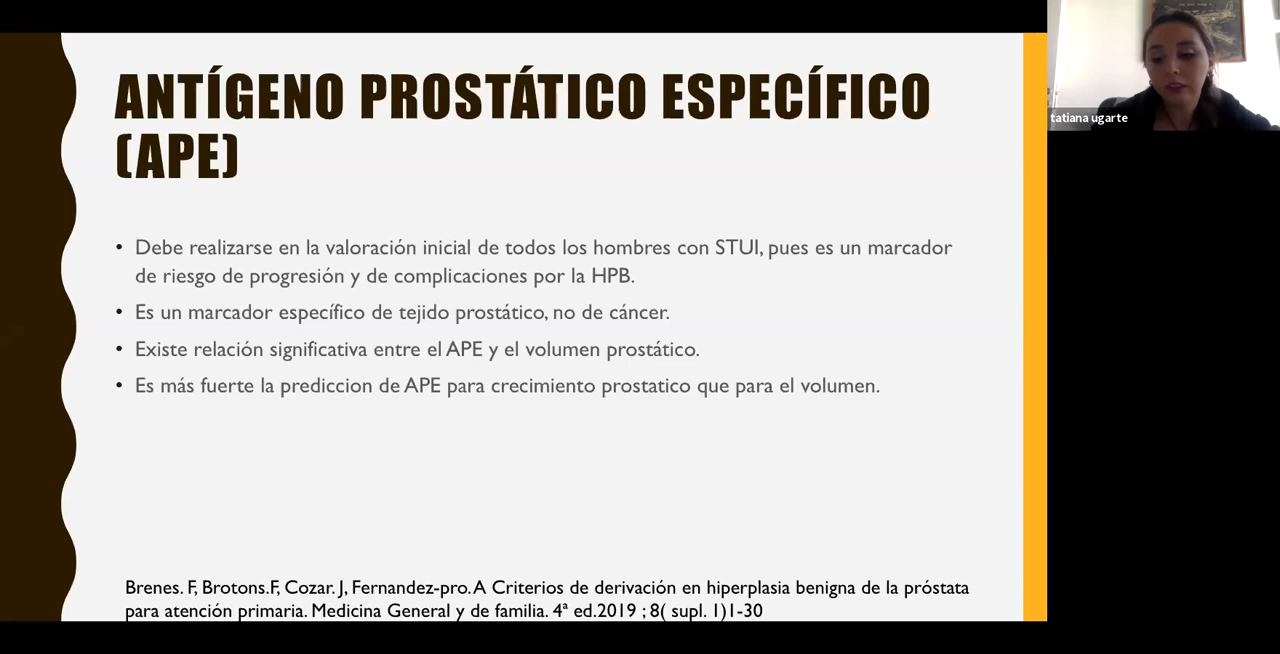 ANTÍGENO PROSTÁTICO ESPECÍFICO
(APE)
• Debe realizarse en la valoración inicial de todos los hombres con STUI, pues es un marcador
de riesgo de progresión y de complicaciones por la HPB.
• Es un marcador específico de tejido prostático, no de cáncer.
• Existe relación significativa entre el APE y el volumen prostático.
• Es más fuerte la prediccion de APE para crecimiento prostatico que para el volumen.
Brenes. F, Brotons.F, Cozar. J, Fernandez-pro. A Criterios de derivación en hiperplasia benigna de la próstata
para atención primaria. Medicina General y de familia. 4ª ed.2019 ; 8( supl. 1)1-30
tatiana ugarte